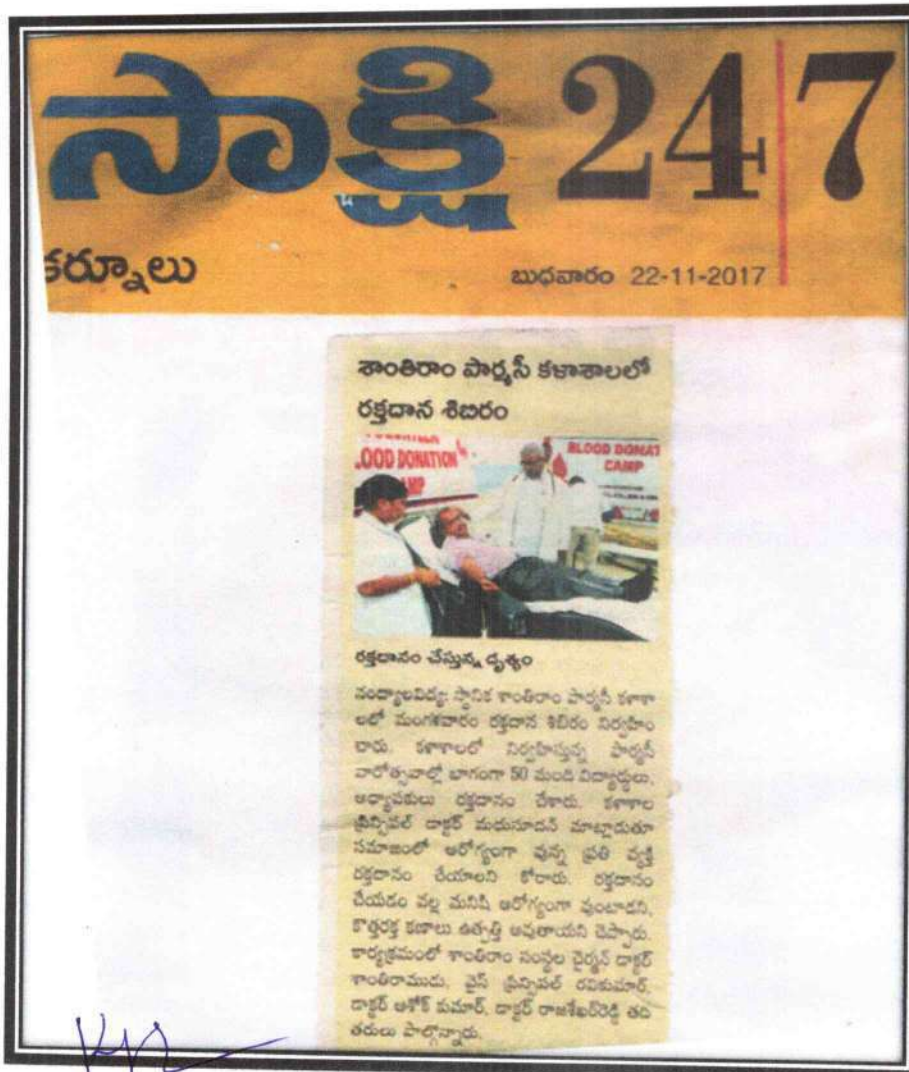 సాక్షి 24|7
కర్నూలు
బుధవారం 22-11-2017
శాంతిరాం పార్మసీ కళాశాలలో
రక్తదాన శిబిరం
BLOOD DONATION
CAMP
రక్తదానం చేస్తున్న దృశ్యం
నంద్యాలవిద్య: స్థానిక శాంతిరాం పార్మసీ కళాశా
లలో మంగళవారం రక్తదాన శిబిరం నిర్వహిం
చారు. కళాశాలలో నిర్వహిస్తున్న పార్మసీ
వారోత్సవాల్లో భాగంగా 50 మంది విద్యార్థులు,
అధ్యాపకులు రక్తదానం చేశారు. కళాశాల
ప్రిన్సిపల్ డాక్టర్ మధుసూదన్ మాట్లాడుతూ
సమాజంలో ఆరోగ్యంగా వున్న ప్రతి వ్యక్తి
రక్తదానం చేయాలని కోరారు. రక్తదానం
చేయడం వల్ల మనిషి ఆరోగ్యంగా వుంటాడని,
కొత్తరక్త కణాలు ఉత్పత్తి అవుతాయని చెప్పారు.
కార్యక్రమంలో శాంతిరాం సంస్థల చైర్మన్ డాక్టర్
శాంతిరాముడు, వైస్ ప్రిన్సిపల్ రవికుమార్,
డాక్టర్ అశోక్ కుమార్, డాక్టర్ రాజశేఖర్‌రెడ్డి తది
తరులు పాల్గొన్నారు.